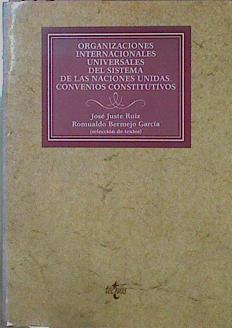 ORGANIZACIONES
INTERNACIONALES
UNIVERSALES
DEL SISTEMA
DE LAS NACIONES UNIDAS.
CONVENIOS CONSTITUTIVOS
José Juste Ruiz
Romualdo Bermejo García
(selección de textos)
tecnos